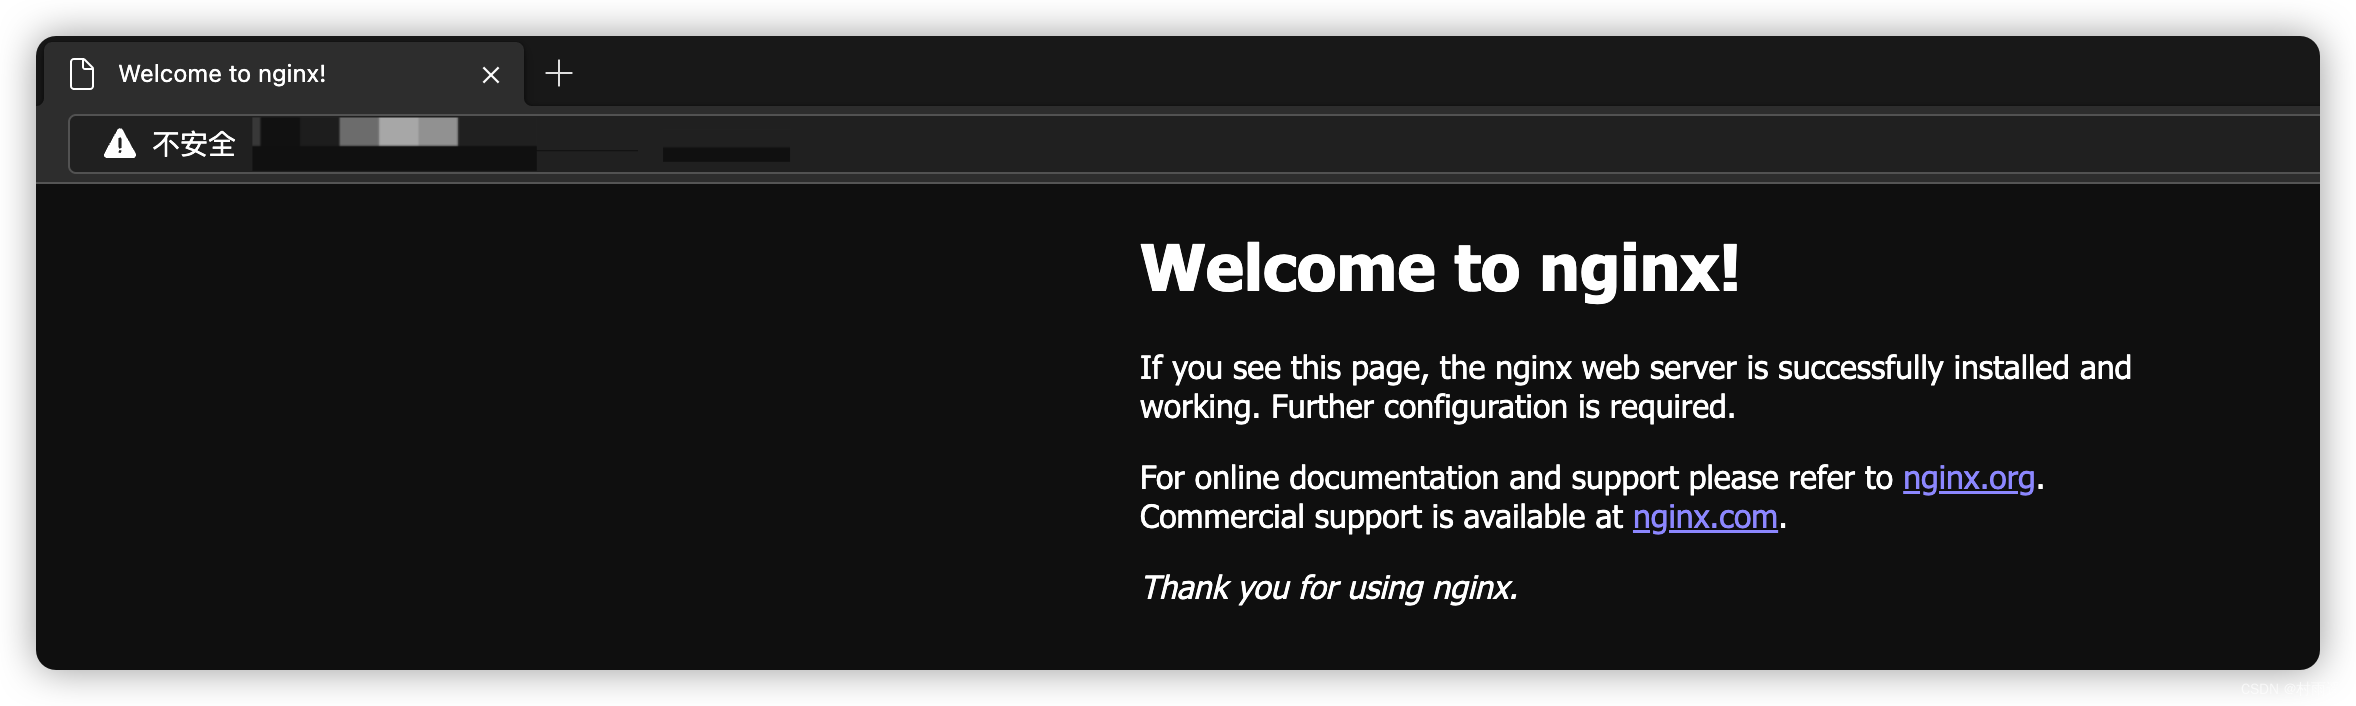 Welcome to nginx!
不安全
Welcome to nginx!
If you see this page, the nginx web server is successfully installed and
working. Further configuration is required.
For online documentation and support please refer to nginx.org.
Commercial support is available at nginx.com.
Thank you for using nginx.